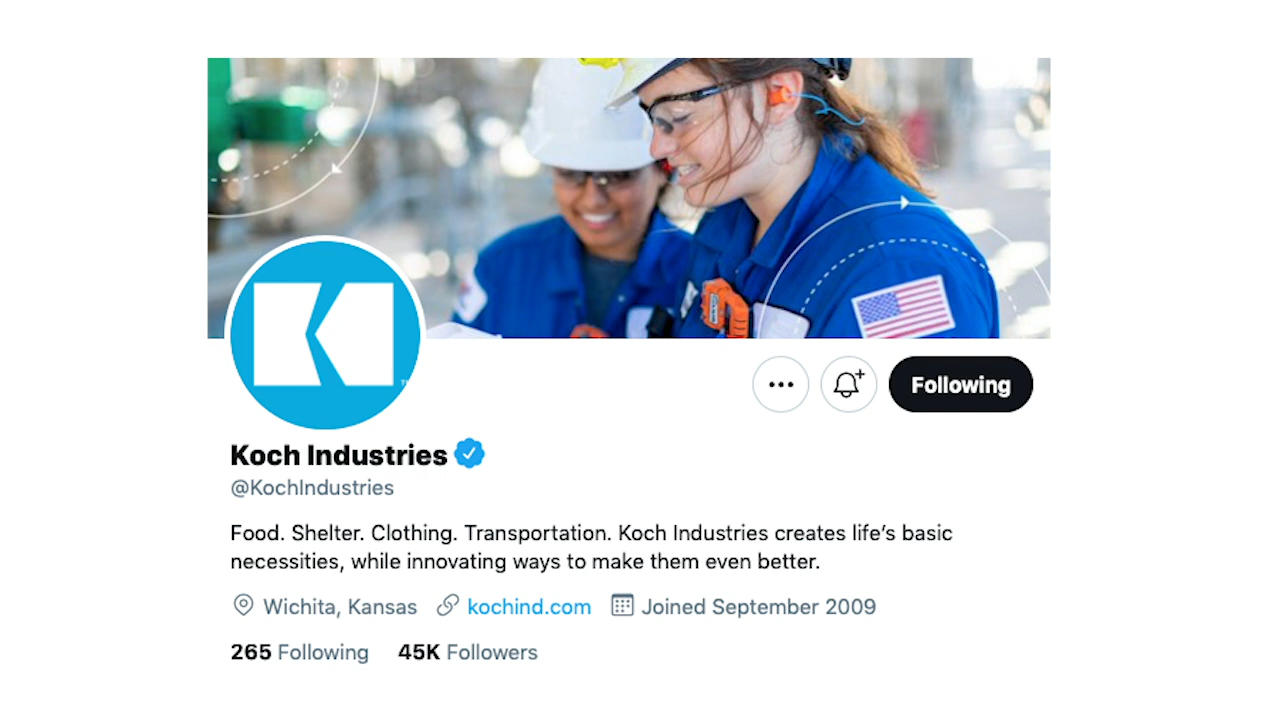 Following
Koch Industries
@KochIndustries
Food. Shelter. Clothing. Transportation. Koch Industries creates life’s basic
necessities, while innovating ways to make them even better.
Wichita, Kansas kochind.com Joined September 2009
265 Following 45K Followers